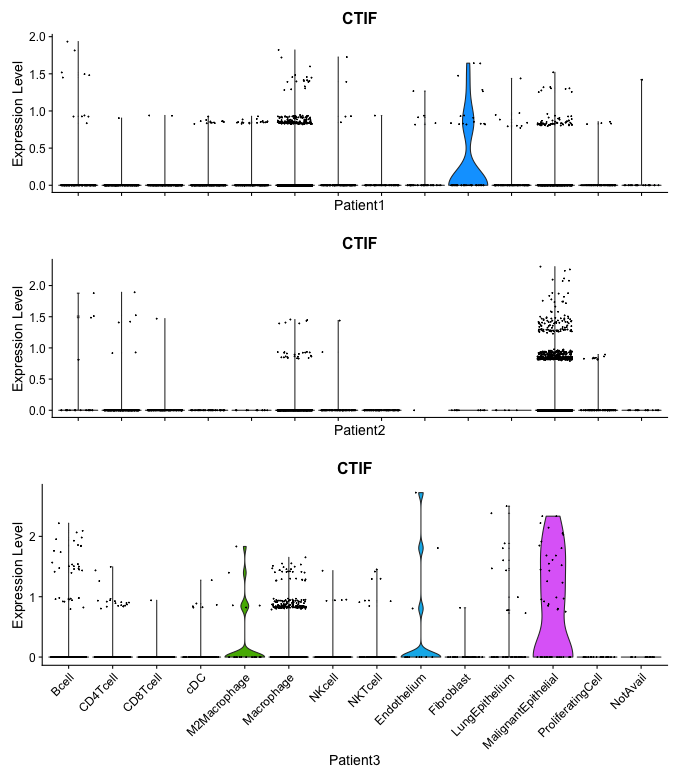 CTIF
Expression Level
2.0
1.5
1.0
0.5
0.0
Patient1
CTIF
Expression Level
2.0
1.5
1.0
0.5
0.0
Patient2
CTIF
Expression Level
2
1
0
Bcell
CD4Tcell
CD8Tcell
cDC
M2Macrophage
Macrophage
NKcell
NKTcell
Endothelium
Fibroblast
LungEpithelium
MalignantEpithelial
ProliferatingCell
NotAvail
Patient3